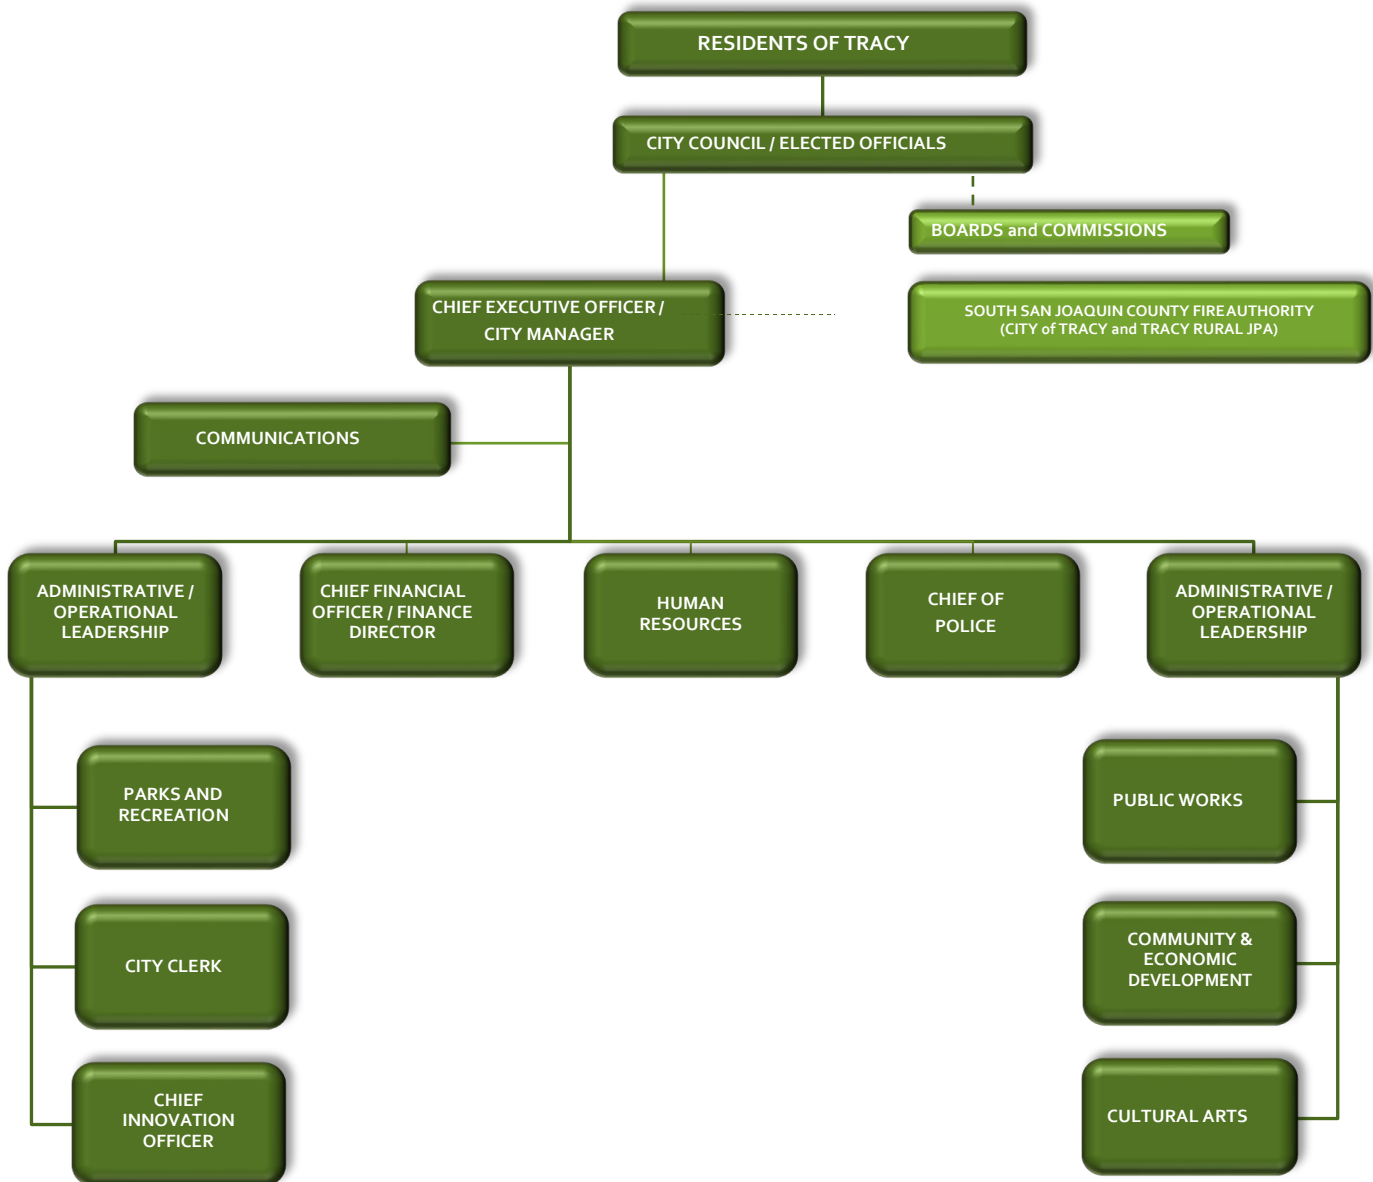 RESIDENTS OF TRACY
CITY COUNCIL / ELECTED OFFICIALS
BOARDS and COMMISSIONS
CHIEF EXECUTIVE OFFICER /
CITY MANAGER
SOUTH SAN JOAQUIN COUNTY FIRE AUTHORITY
(CITY of TRACY and TRACY RURAL JPA)
COMMUNICATIONS
ADMINISTRATIVE /
OPERATIONAL
LEADERSHIP
CHIEF FINANCIAL
OFFICER / FINANCE
DIRECTOR
HUMAN
RESOURCES
CHIEF OF
POLICE
ADMINISTRATIVE /
OPERATIONAL
LEADERSHIP
PARKS AND
RECREATION
PUBLIC WORKS
CITY CLERK
COMMUNITY &
ECONOMIC
DEVELOPMENT
CHIEF
INNOVATION
OFFICER
CULTURAL ARTS